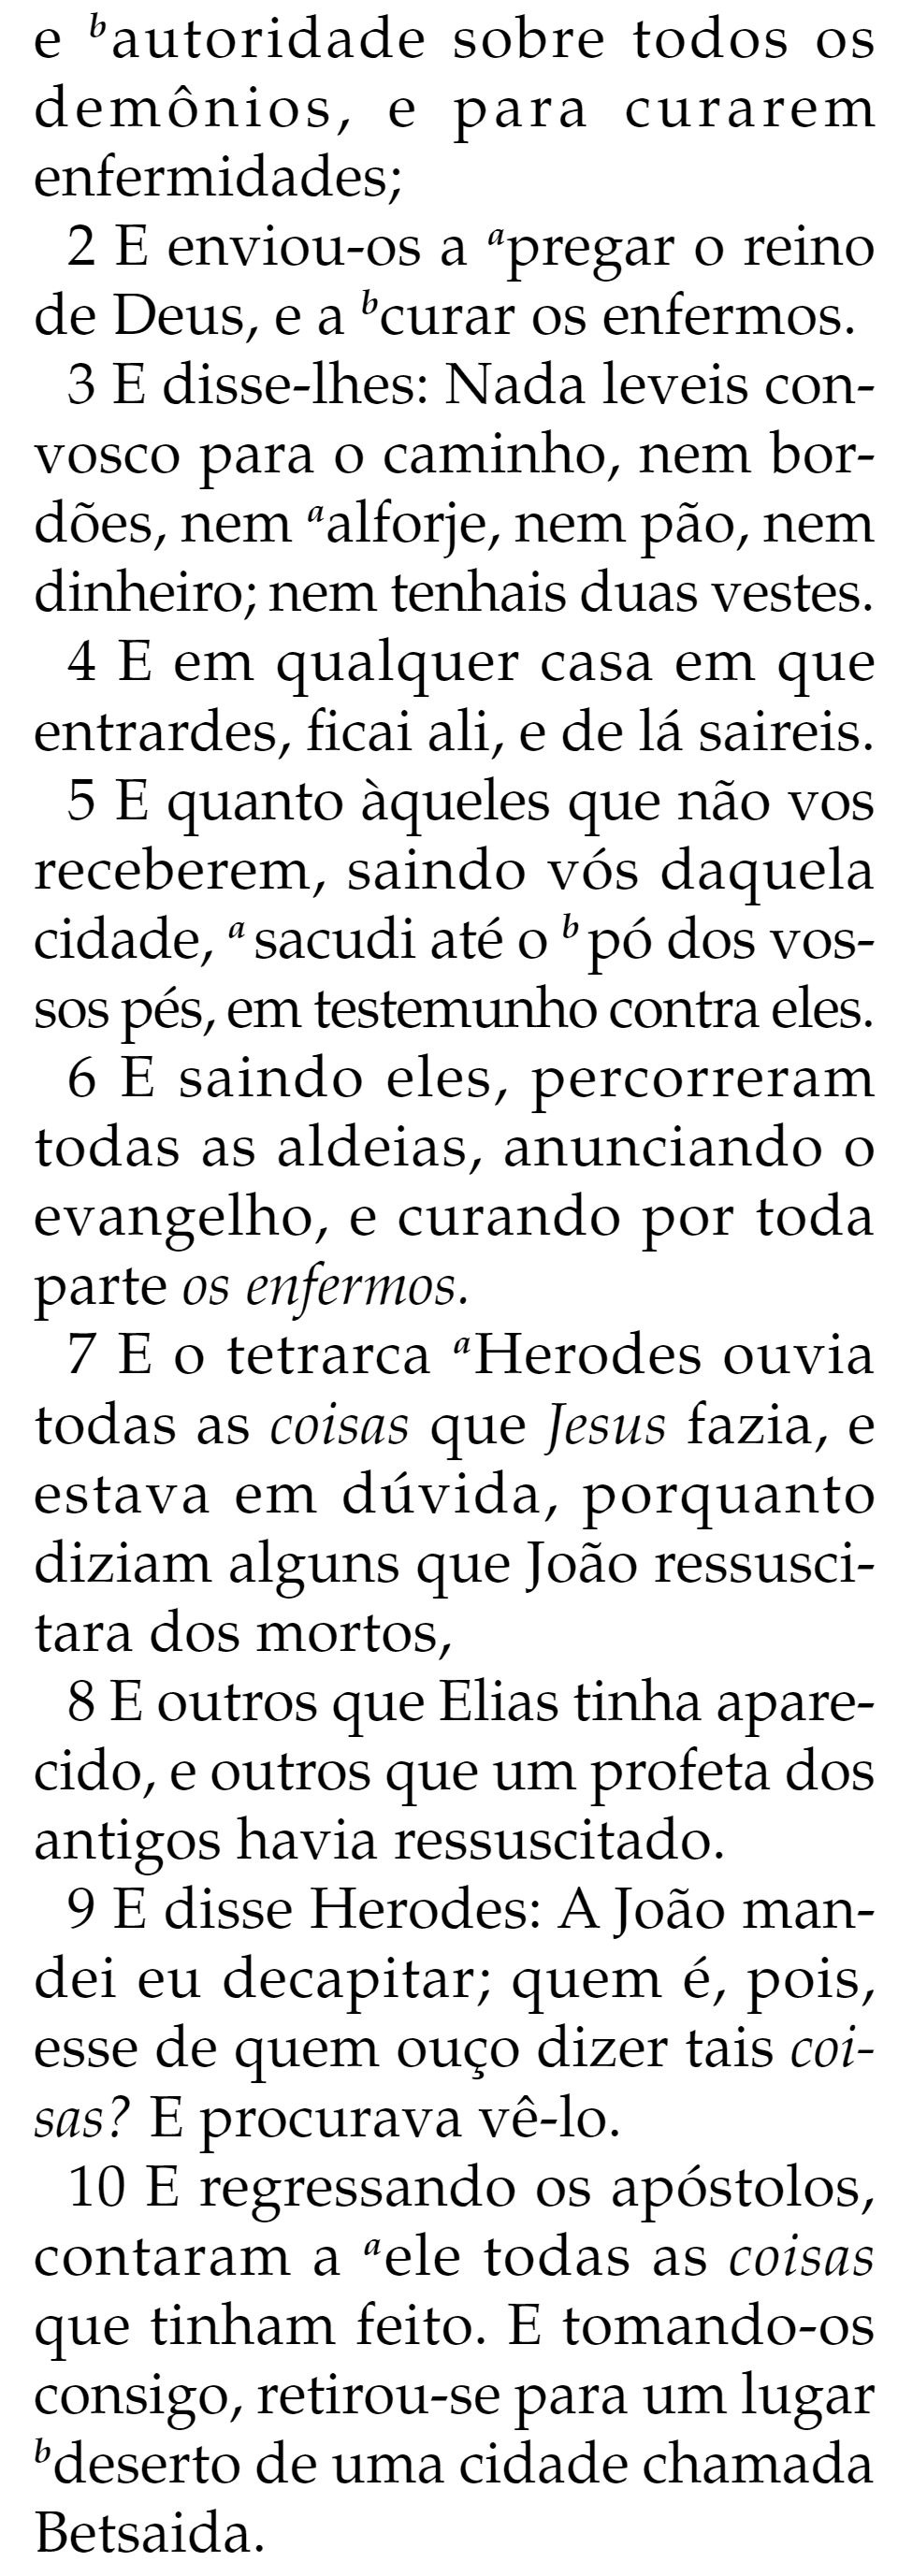 e ᵇautoridade sobre todos os
demônios, e para curarem
enfermidades;
2 E enviou-os a ᵃpregar o reino
de Deus, e a ᵇcurar os enfermos.
3 E disse-lhes: Nada leveis con-
vosco para o caminho, nem bor-
dões, nem ᵃalforje, nem pão, nem
dinheiro; nem tenhais duas vestes.
4 E em qualquer casa em que
entrardes, ficai ali, e de lá saireis.
5 E quanto àqueles que não vos
receberem, saindo vós daquela
cidade, ᵃsacudi até o ᵇpó dos vos-
sos pés, em testemunho contra eles.
6 E saindo eles, percorreram
todas as aldeias, anunciando o
evangelho, e curando por toda
parte os enfermos.
7 E o tetrarca ᵃHerodes ouvia
todas as coisas que Jesus fazia, e
estava em dúvida, porquanto
diziam alguns que João ressusci-
tara dos mortos,
8 E outros que Elias tinha apare-
cido, e outros que um profeta dos
antigos havia ressuscitado.
9 E disse Herodes: A João man-
dei eu decapitar; quem é, pois,
esse de quem ouço dizer tais coi-
sas? E procurava vê-lo.
10 E regressando os apóstolos,
contaram a ᵃele todas as coisas
que tinham feito. E tomando-os
consigo, retirou-se para um lugar
ᵇdeserto de uma cidade chamada
Betsaida.